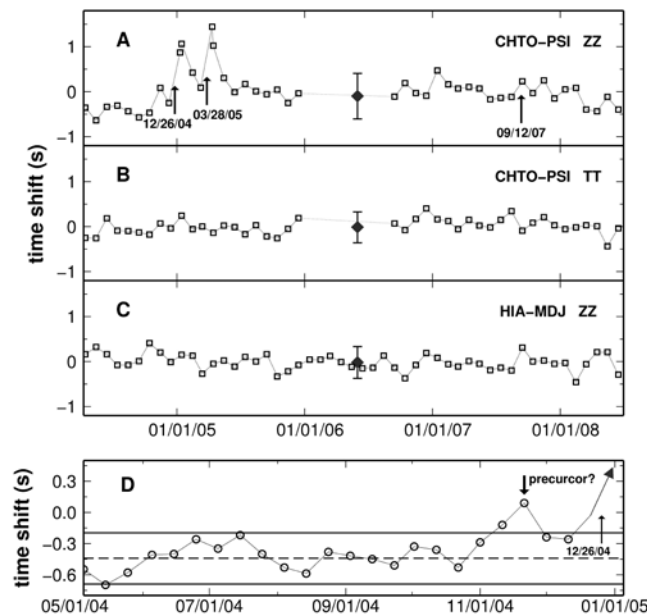 1
0
−1
A
CHTO−PSI ZZ
12/26/04
03/28/05
09/12/07
1
0
−1
B
CHTO−PSI TT
time shift (s)
1
0
−1
C
HIA−MDJ ZZ
01/01/05 01/01/06 01/01/07 01/01/08
0.3
0.0
−0.3
−0.6
time shift (s)
D
precurcor?
12/26/04
05/01/04 07/01/04 09/01/04 11/01/04 01/01/05